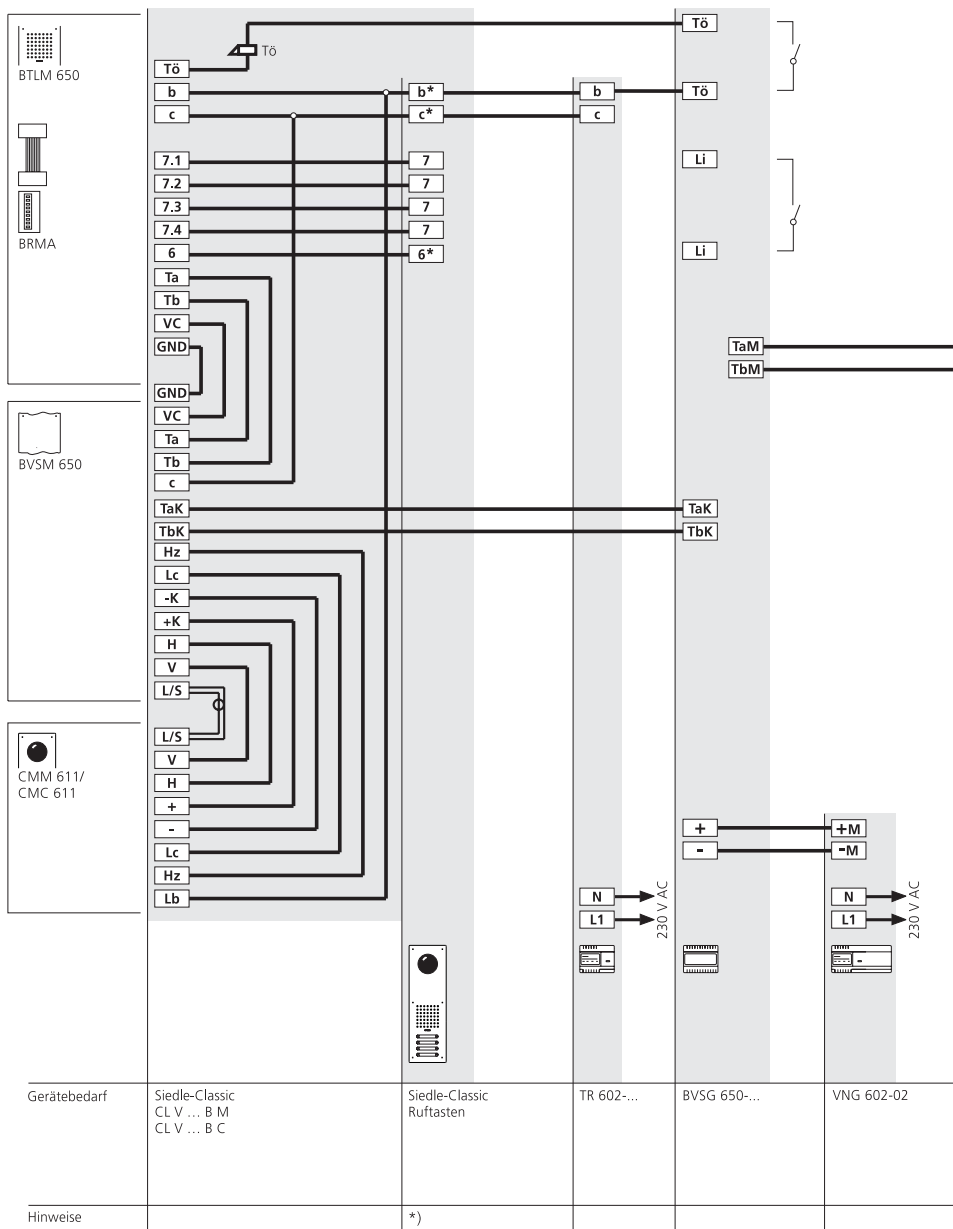 Tö
Tö
Tö
BTLM 650
b b* b Tö
c c* c
7.1 7 Li
7.2 7
7.3 7
7.4 7
BRMA
6 6* Li
Ta
Tb
VC
GND TaM
TbM
GND
VC
Ta
BVSM 650
Tb
c
TaK TaK
TbK TbK
Hz
Lc
-K
+K
H
V
L/S
L/S
V
CMM 611/
CMC 611
H
+
- + +M
Lc - -M
Hz
Lb N N
L1 L1
230 V AC 230 V AC
Gerätebedarf
Siedle-Classic
CL V ... B M
CL V ... B C
Siedle-Classic
Ruftasten
TR 602-...
BVSG 650-...
VNG 602-02
Hinweise *)